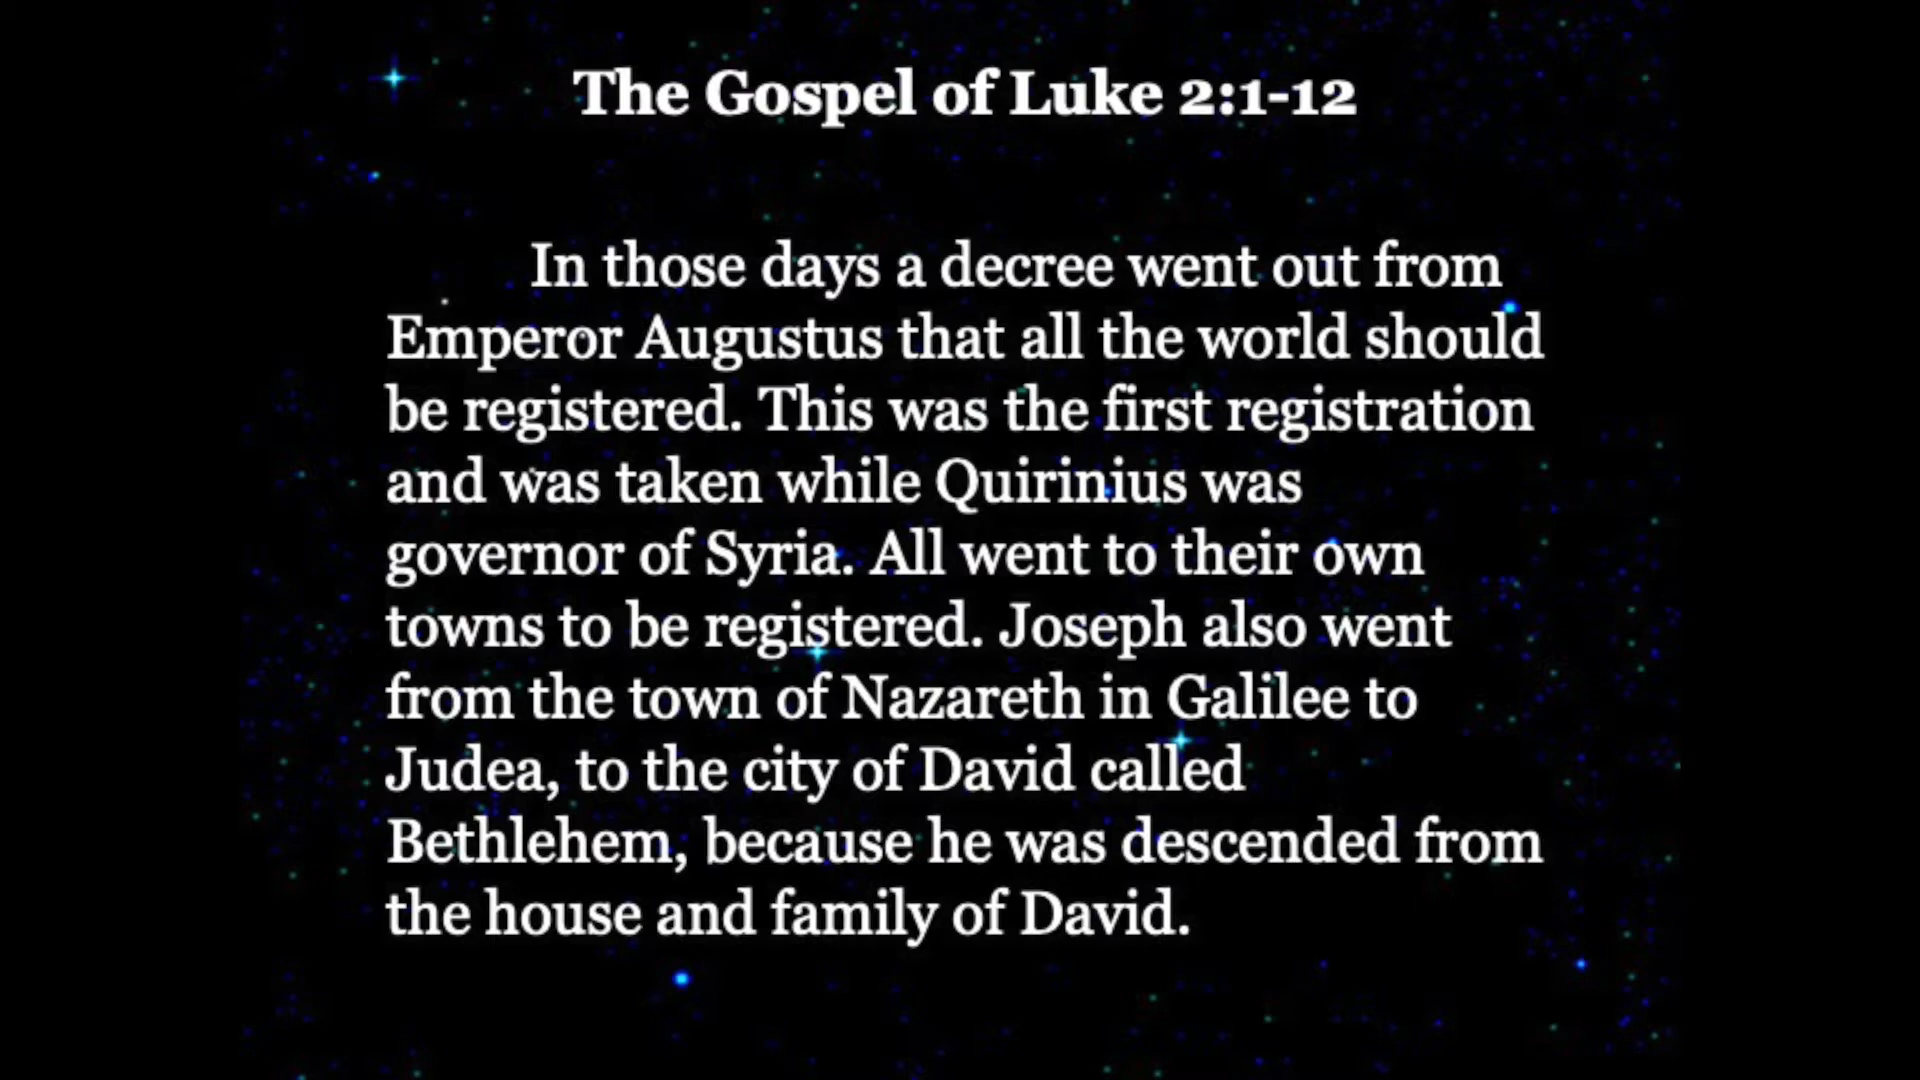 The Gospel of Luke 2:1-12
In those days a decree went out from
Emperor Augustus that all the world should
be registered. This was the first registration
and was taken while Quirinius was
governor of Syria. All went to their own
towns to be registered. Joseph also went
from the town of Nazareth in Galilee to
Judea, to the city of David called
Bethlehem, because he was descended from
the house and family of David.